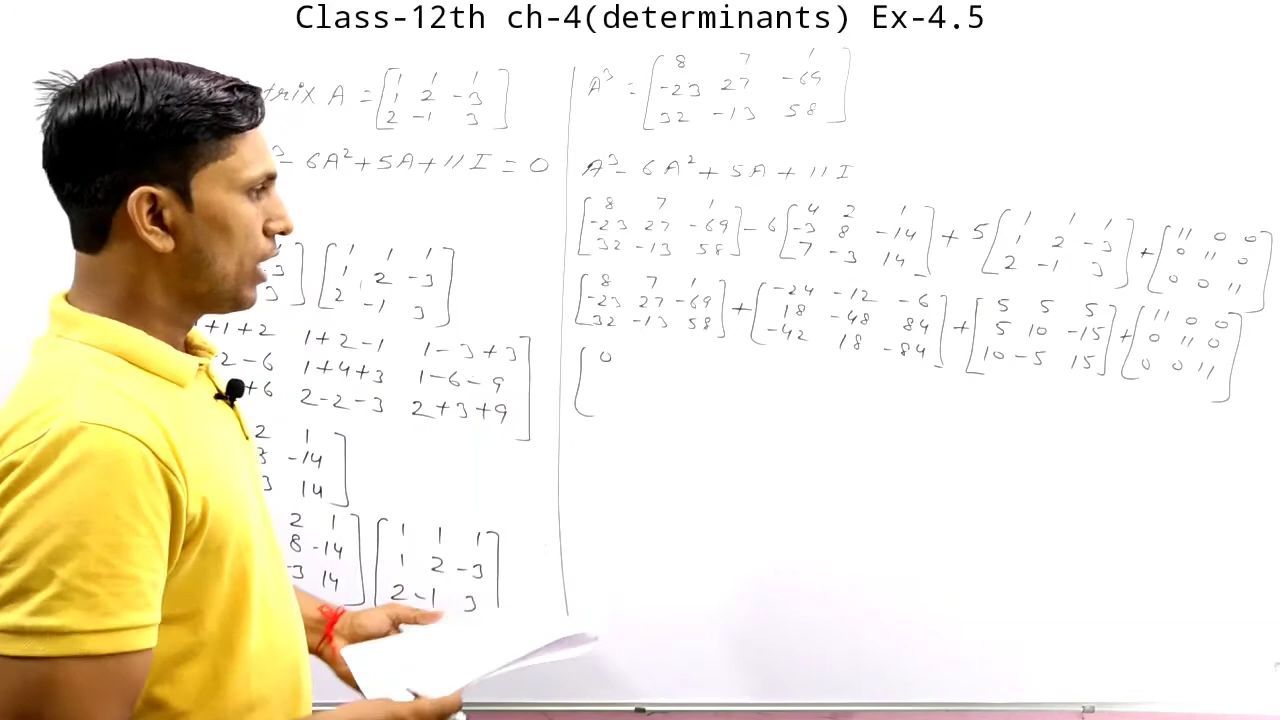 Class-12th ch-4(determinants) Ex-4.5
trix A = [1 1 1
1 2 -3
2 -1 3]
- 6A² + 5A + 11 I = 0
[1 1 1
1 2 -3
2 -1 3]
+1+2 1+2-1 1-3+3
2-6 1+4+3 1-6-9
+6 2-2-3 2+3+9]
2 1
-14
3 14]
2 1
8 -14
-3 14] [1 1 1
1 2 -3
2 -1 3
A³ = [8 7 1
-23 27 -69
32 -13 58]
A³ - 6A² + 5A + 11 I
[8 7 1
-23 27 -69
32 -13 58] - 6 [4 2 1
-3 8 -14
7 -3 14] + 5 [1 1 1
1 2 -3
2 -1 3] + [11 0 0
0 11 0
0 0 11]
[8 7 1
-23 27 -69
32 -13 58] + [-24 -12 -6
18 -48 84
-42 18 -84] + [5 5 5
5 10 -15
10 -5 15] + [11 0 0
0 11 0
0 0 11]
[0